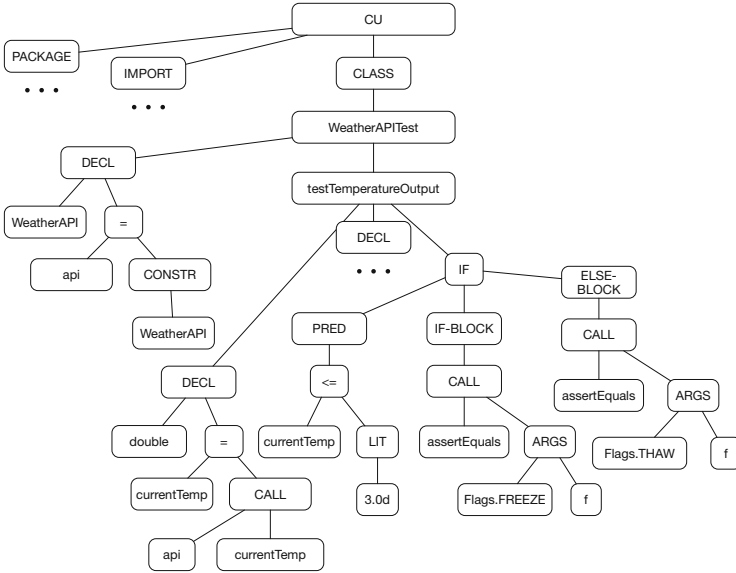 CU
PACKAGE
IMPORT
CLASS
• • •
• • •
WeatherAPITest
DECL
testTemperatureOutput
WeatherAPI
=
DECL
• • •
api
CONSTR
IF
ELSE-
BLOCK
WeatherAPI
PRED
IF-BLOCK
CALL
DECL
<=
CALL
assertEquals
ARGS
double
=
currentTemp
LIT
assertEquals
ARGS
Flags.THAW
f
currentTemp
CALL
3.0d
Flags.FREEZE
f
api
currentTemp